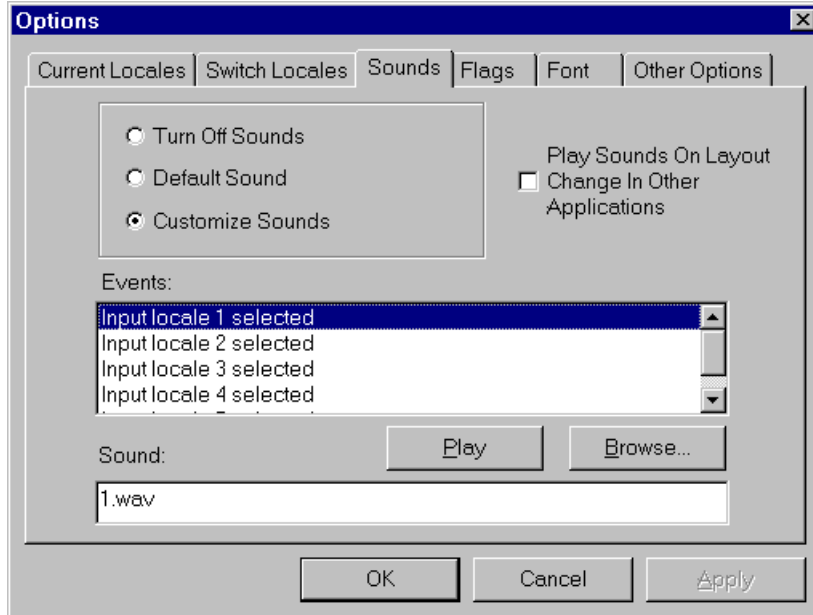 Options
Current Locales Switch Locales Sounds Flags Font Other Options
Turn Off Sounds
Default Sound
Customize Sounds
Play Sounds On Layout
Change In Other
Applications
Events:
Input locale 1 selected
Input locale 2 selected
Input locale 3 selected
Input locale 4 selected
Sound:
Play
Browse...
1.wav
OK
Cancel
Apply